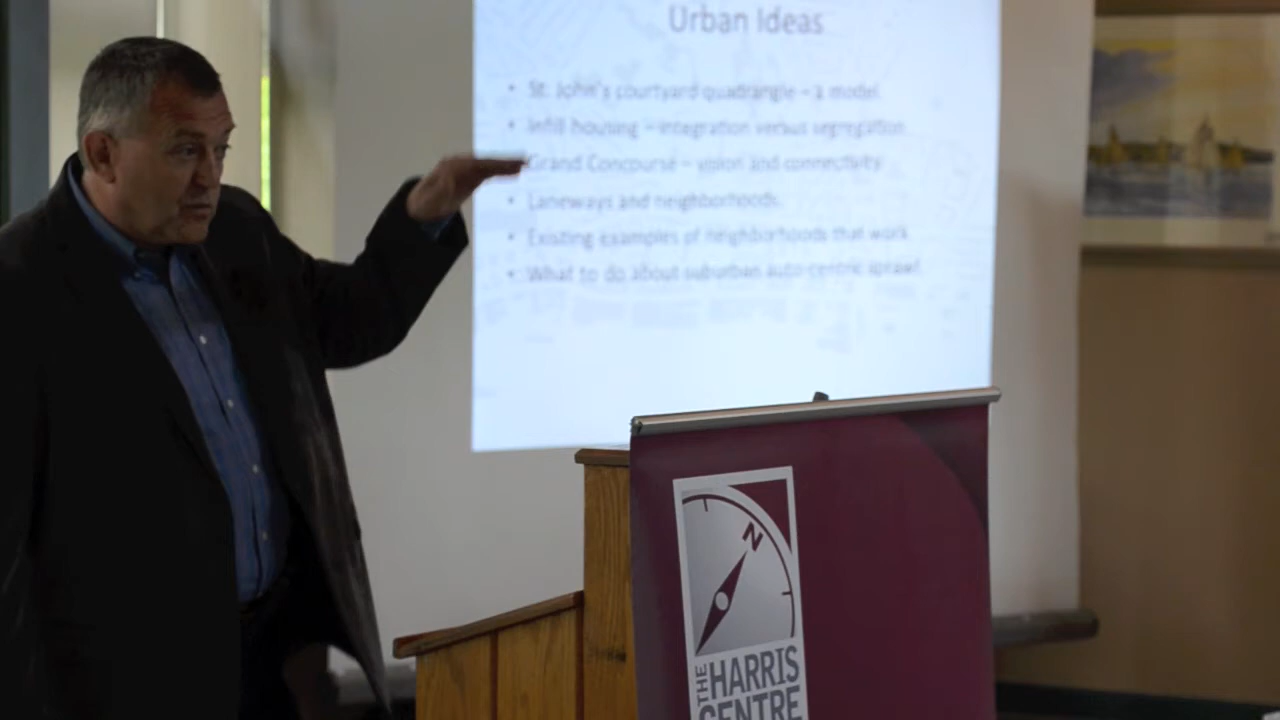 Urban Ideas
• St. John's courtyard quadrangle – a model
• Infill housing – integration versus segregation
• Grand Concourse – vision and connectivity
• Laneways and neighborhoods
• Existing examples of neighborhoods that work
• What to do about suburban auto-centric sprawl
N
THE HARRIS
CENTRE